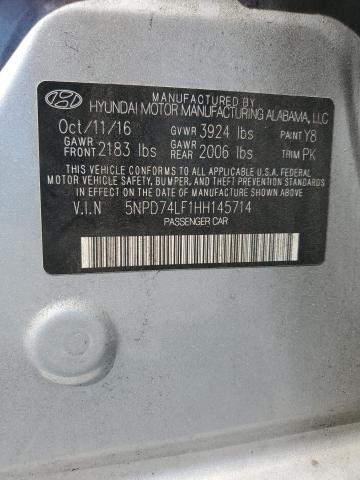 MANUFACTURED BY
HYUNDAI MOTOR MANUFACTURING ALABAMA, LLC
Oct/11/16 GVWR 3924 lbs PAINT Y8
GAWR FRONT 2183 lbs GAWR REAR 2006 lbs TRIM PK
THIS VEHICLE CONFORMS TO ALL APPLICABLE U.S.A. FEDERAL
MOTOR VEHICLE SAFETY, BUMPER, AND THEFT PREVENTION STANDARDS
IN EFFECT ON THE DATE OF MANUFACTURE SHOWN ABOVE.
V.I.N 5NPD74LF1HH145714
PASSENGER CAR